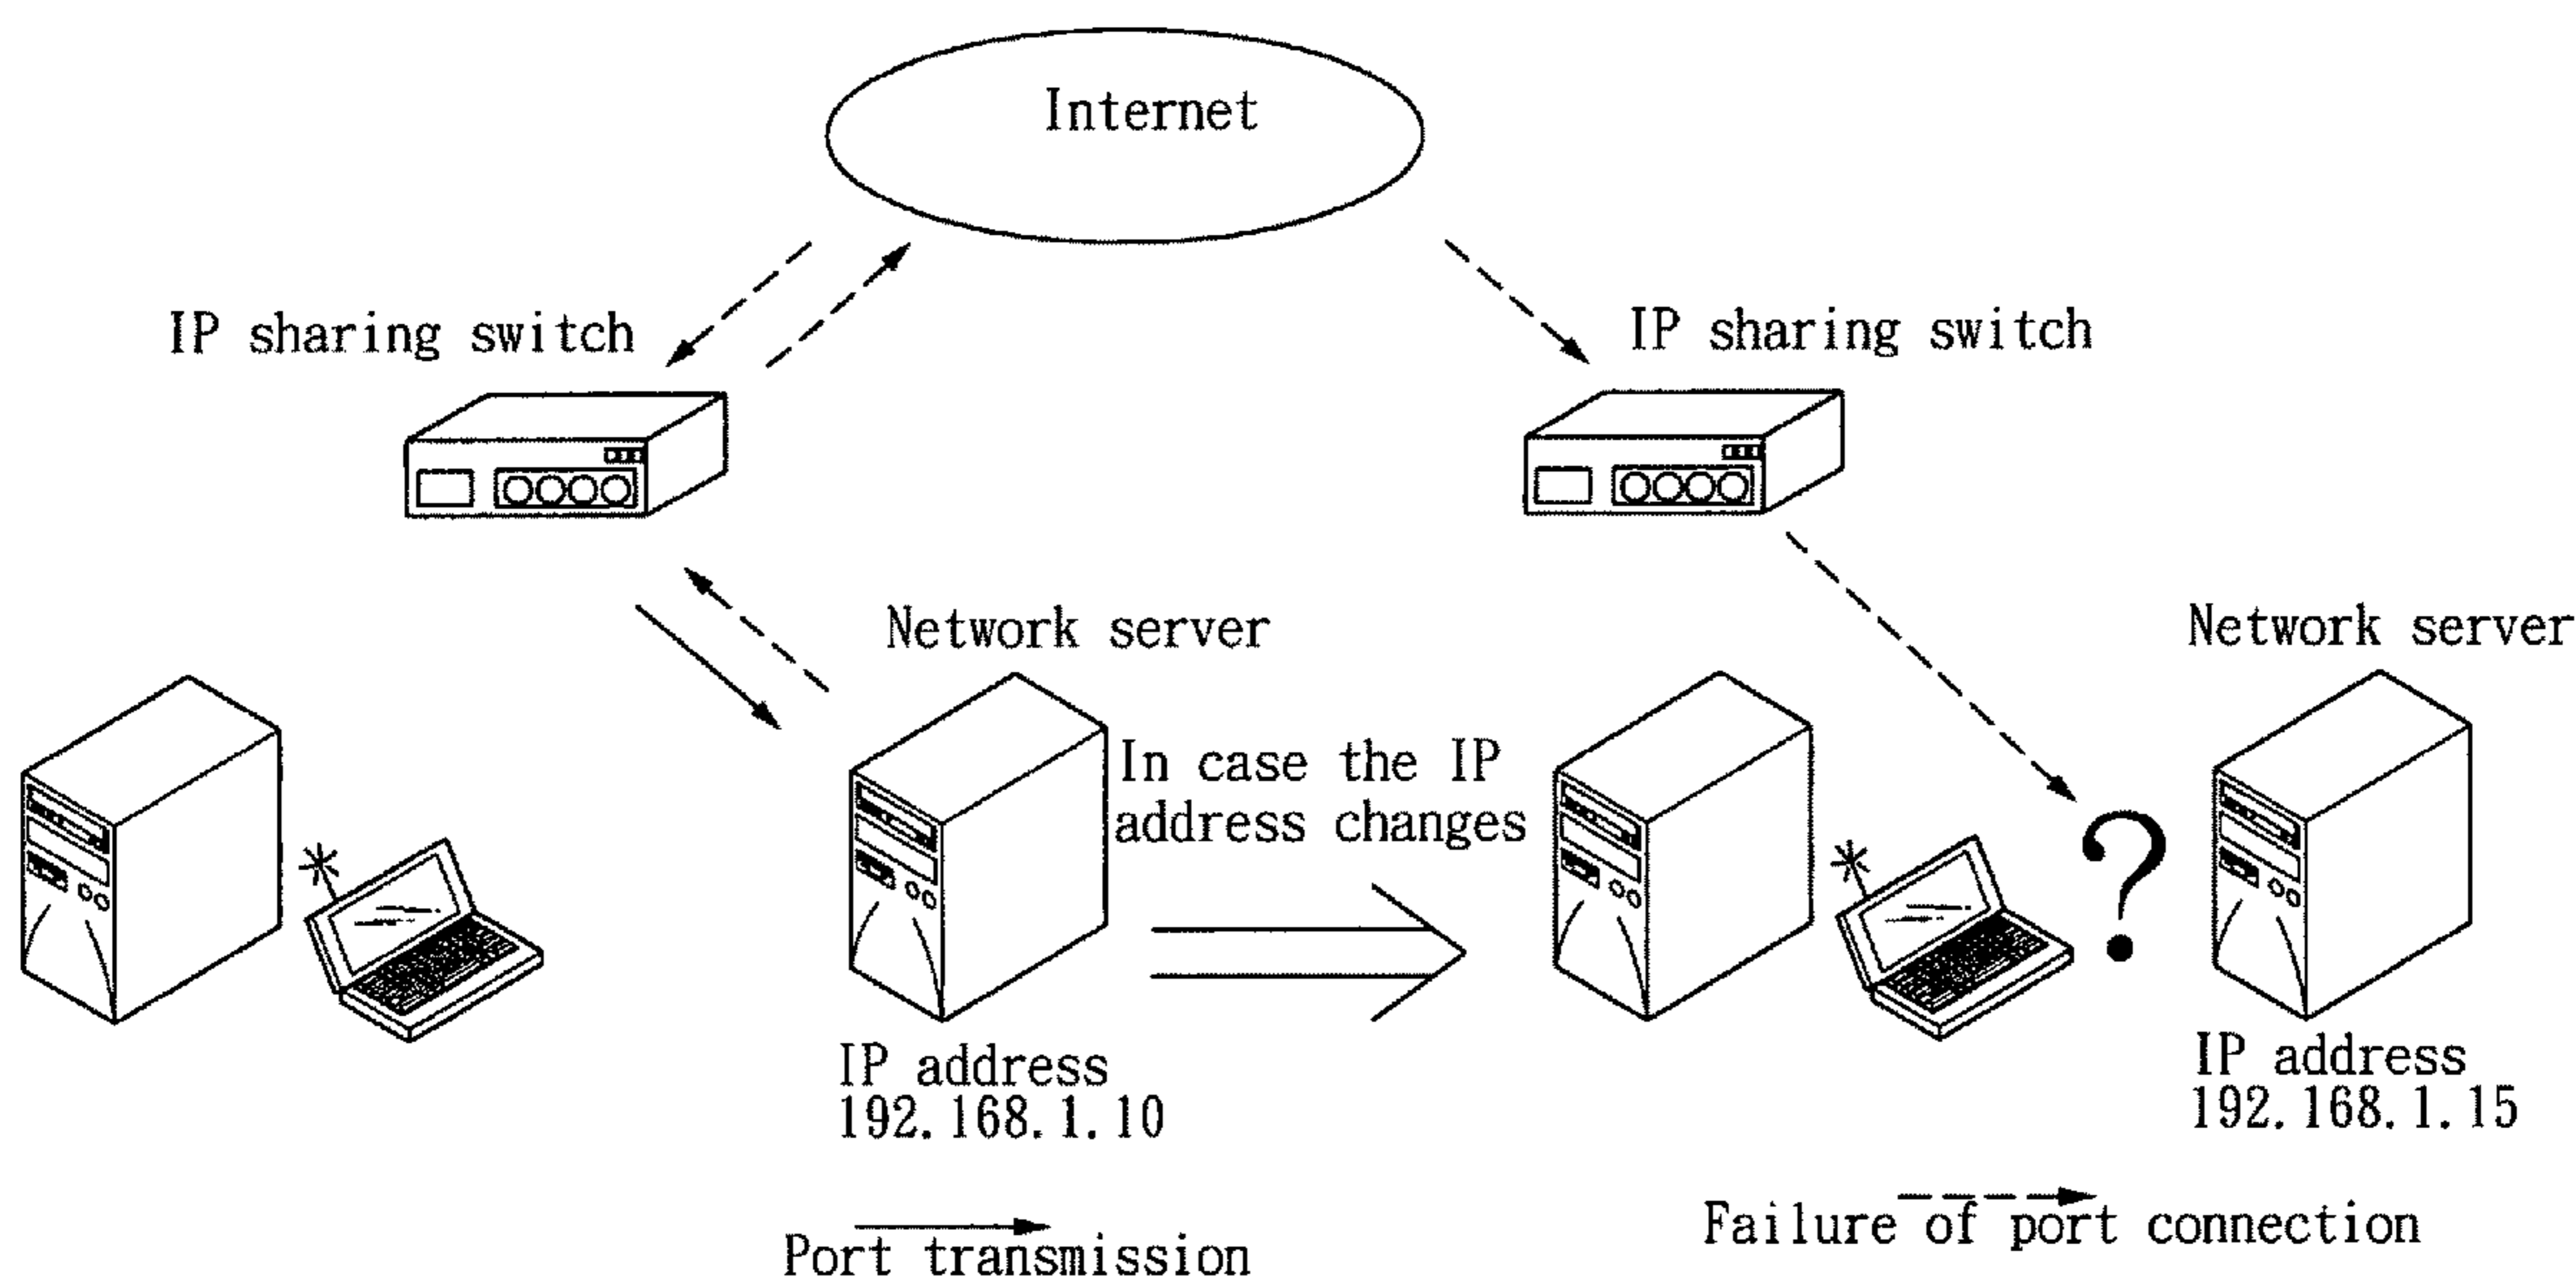 Internet
IP sharing switch
IP sharing switch
Network server
Network server
In case the IP
address changes
IP address
192.168.1.10
IP address
192.168.1.15
Port transmission
Failure of port connection